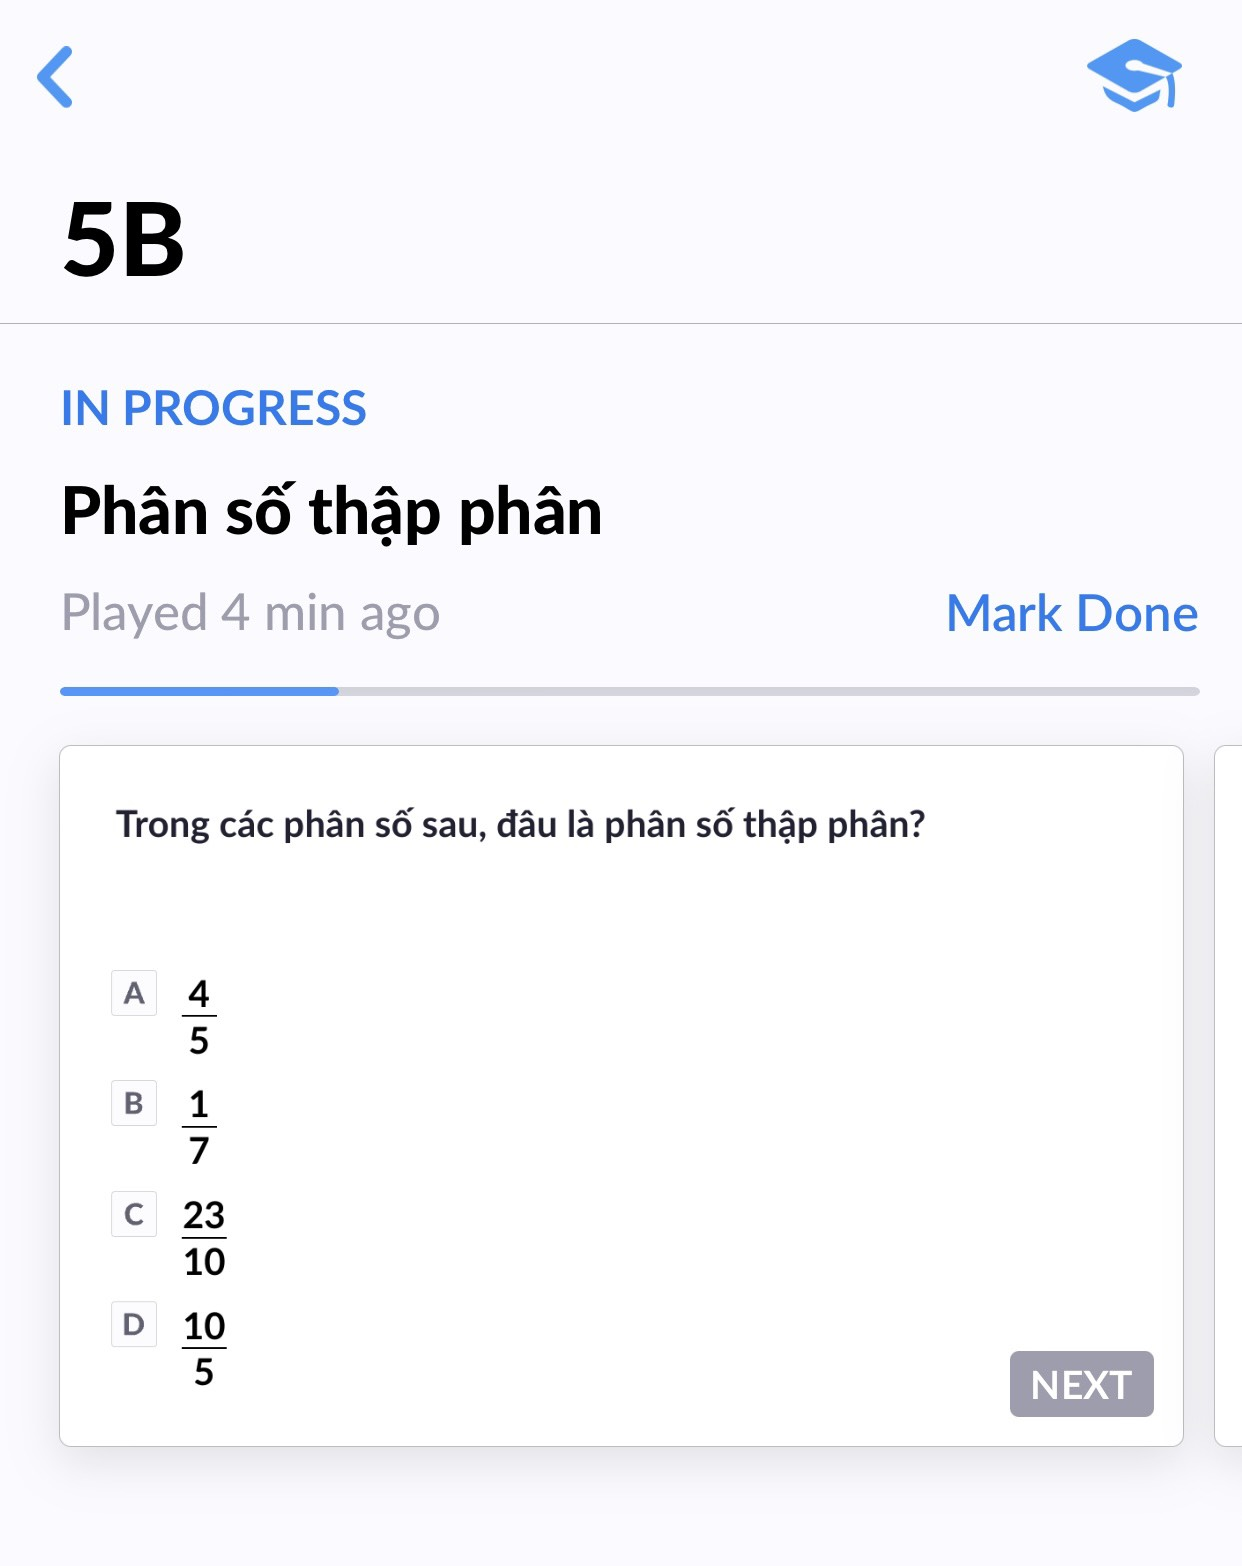 5B
IN PROGRESS
Phân số thập phân
Played 4 min ago
Mark Done
Trong các phân số sau, đâu là phân số thập phân?
A 4/5
B 1/7
C 23/10
D 10/5
NEXT